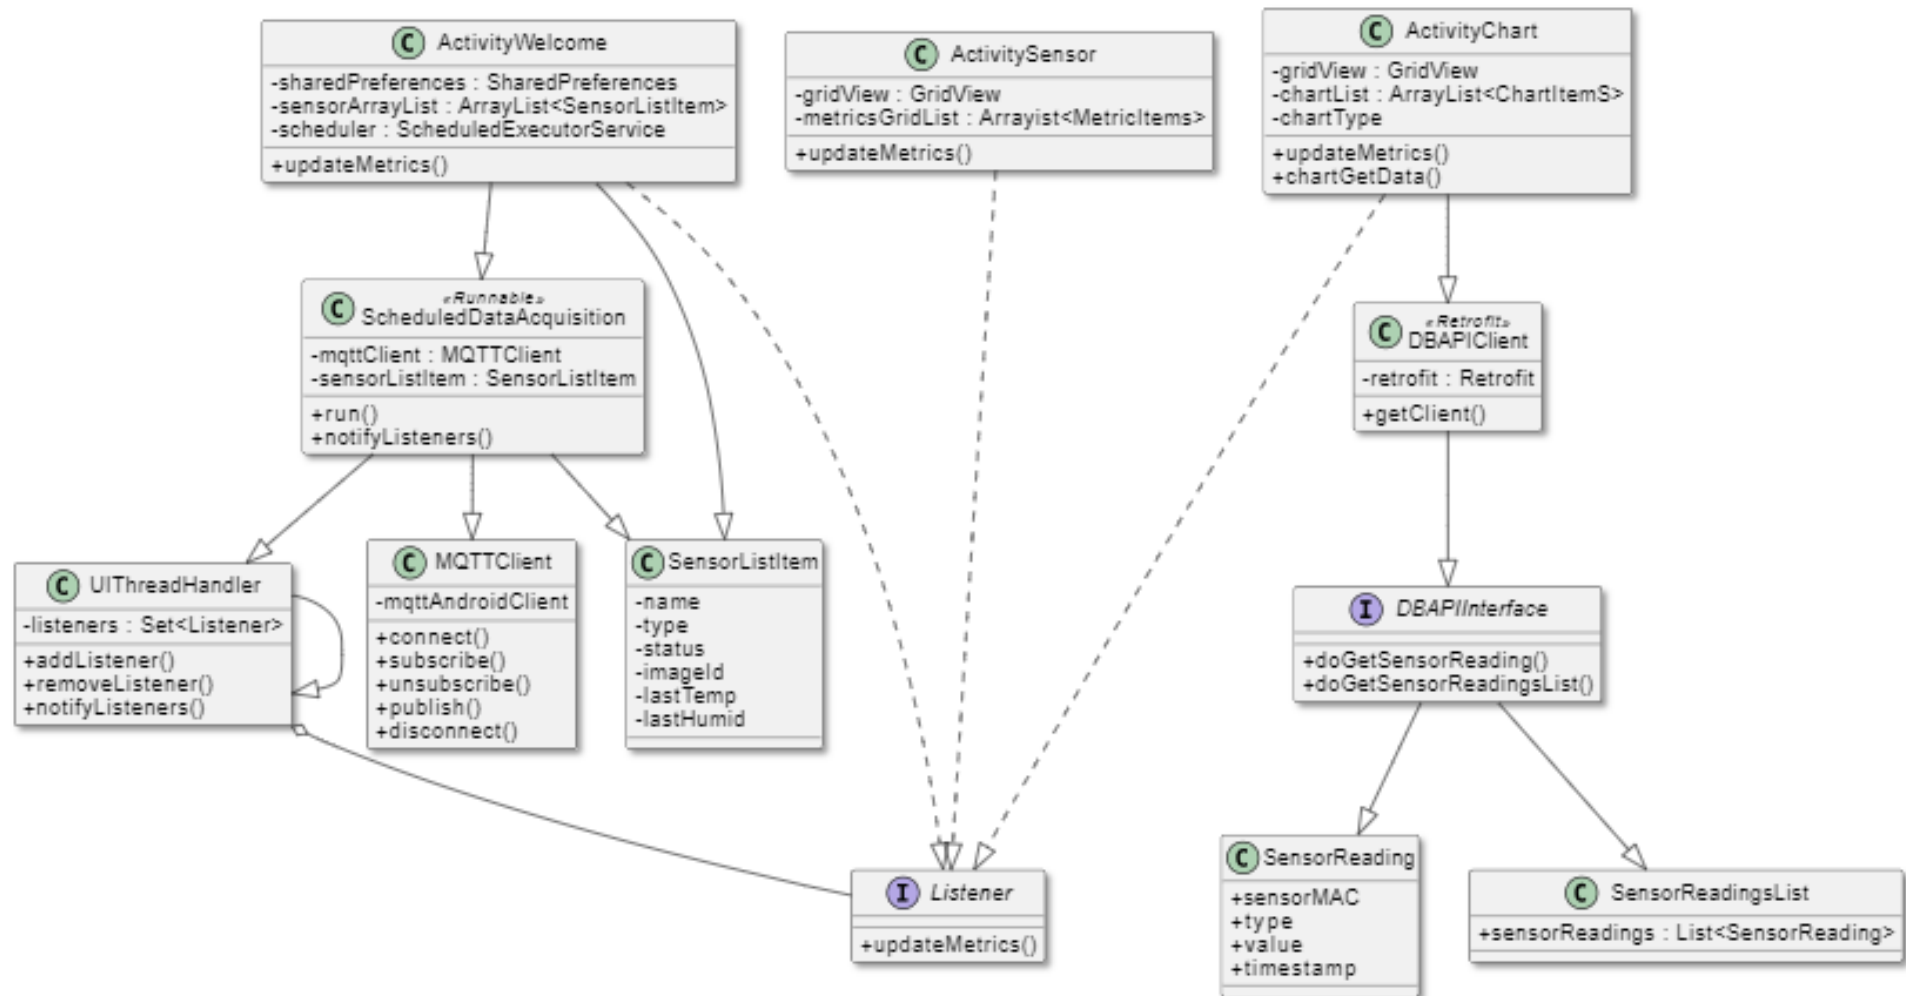 C ActivityWelcome
-sharedPreferences : SharedPreferences
-sensorArrayList : ArrayList<SensorListItem>
-scheduler : ScheduledExecutorService
+updateMetrics()
C ActivitySensor
-gridView : GridView
-metricsGridList : Arrayist<MetricItems>
+updateMetrics()
C ActivityChart
-gridView : GridView
-chartList : ArrayList<ChartItemS>
-chartType
+updateMetrics()
+chartGetData()
«Runnable»
C ScheduledDataAcquisition
-mqttClient : MQTTClient
-sensorListItem : SensorListItem
+run()
+notifyListeners()
«Retrofit»
C DBAPIClient
-retrofit : Retrofit
+getClient()
C UIThreadHandler
-listeners : Set<Listener>
+addListener()
+removeListener()
+notifyListeners()
C MQTTClient
-mqttAndroidClient
+connect()
+subscribe()
+unsubscribe()
+publish()
+disconnect()
C SensorListItem
-name
-type
-status
-imageId
-lastTemp
-lastHumid
I DBAPIInterface
+doGetSensorReading()
+doGetSensorReadingsList()
I Listener
+updateMetrics()
C SensorReading
+sensorMAC
+type
+value
+timestamp
C SensorReadingsList
+sensorReadings : List<SensorReading>